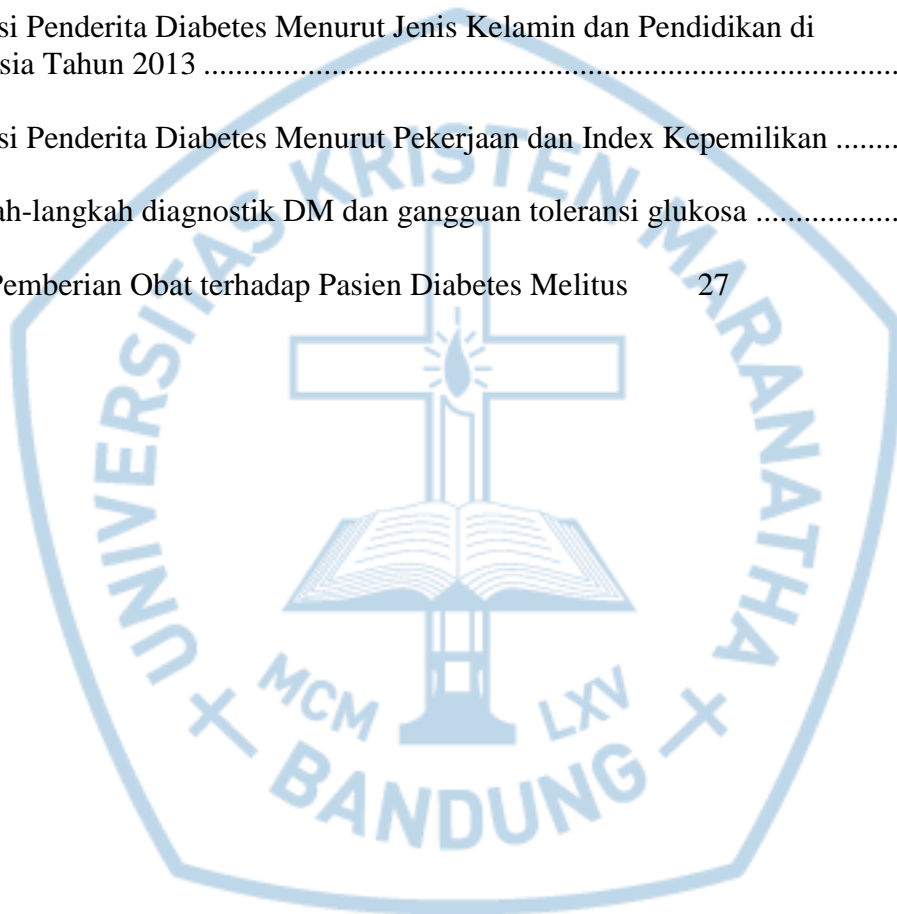 si Penderita Diabetes Menurut Jenis Kelamin dan Pendidikan di
sia Tahun 2013 .......................................................................................
si Penderita Diabetes Menurut Pekerjaan dan Index Kepemilikan ........
ah-langkah diagnostik DM dan gangguan toleransi glukosa ..................
Pemberian Obat terhadap Pasien Diabetes Melitus 27
UNIVERSITAS KRISTEN MARANATHA
MCM LXV
BANDUNG